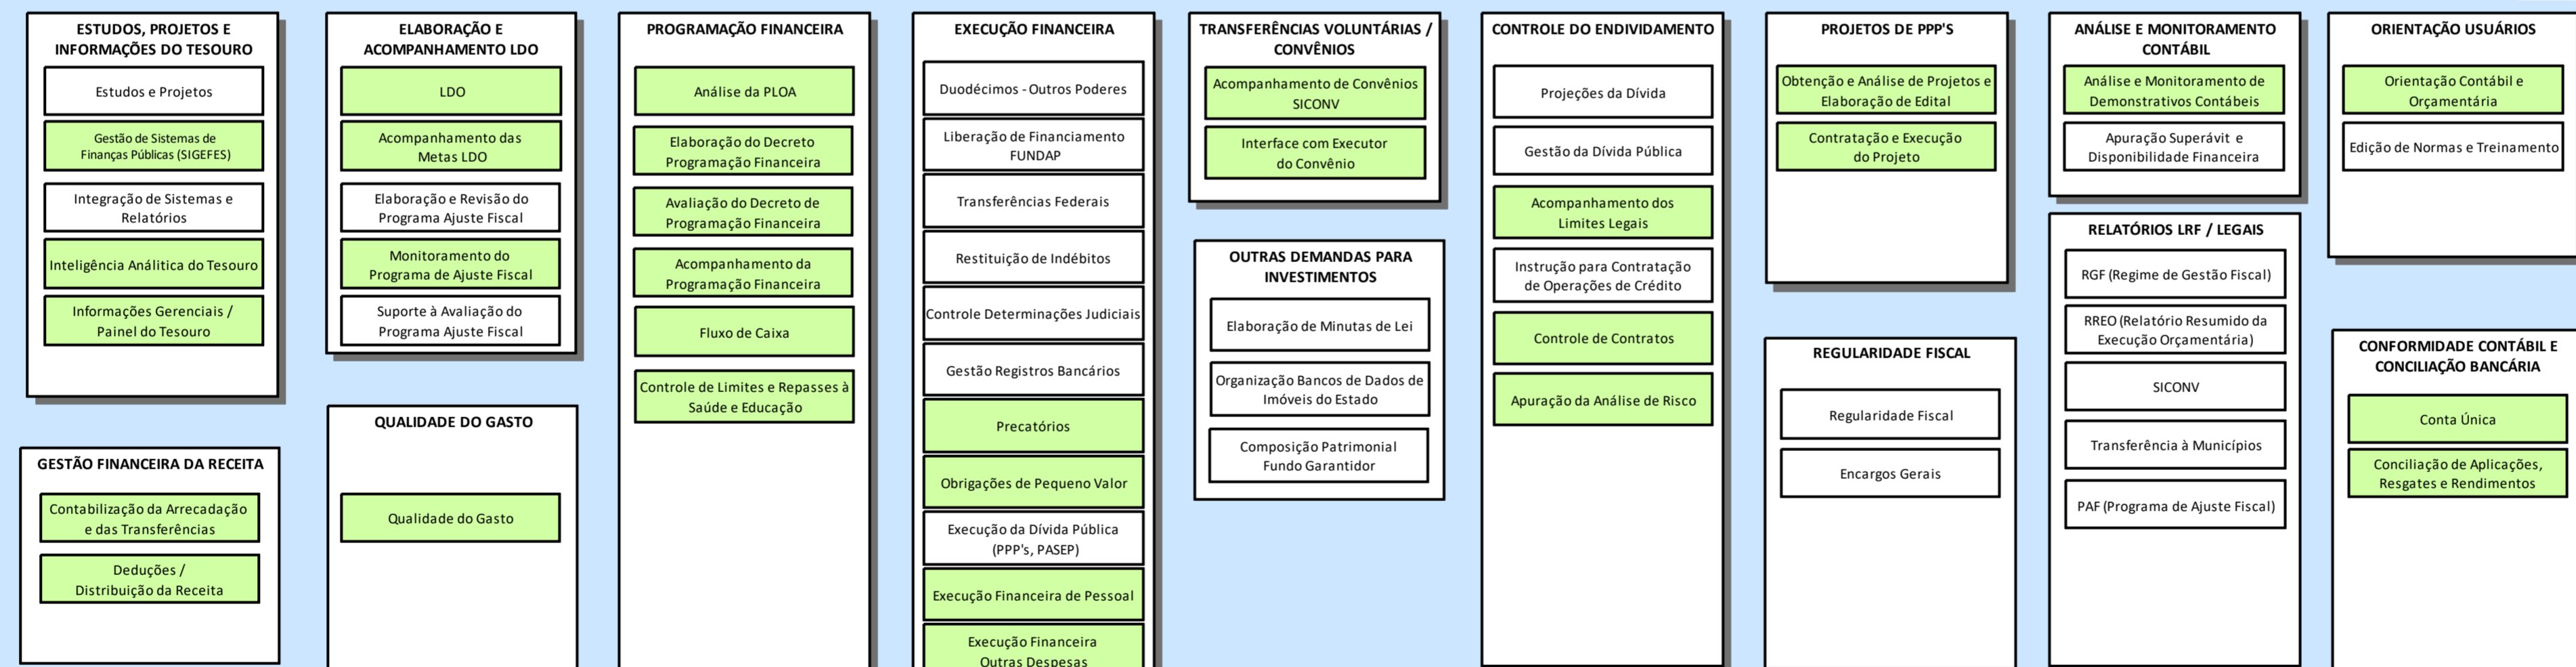 ESTUDOS, PROJETOS E
INFORMAÇÕES DO TESOURO
Estudos e Projetos
Gestão de Sistemas de
Finanças Públicas (SIGEFES)
Integração de Sistemas e
Relatórios
Inteligência Análitica do Tesouro
Informações Gerenciais /
Painel do Tesouro
GESTÃO FINANCEIRA DA RECEITA
Contabilização da Arrecadação
e das Transferências
Deduções /
Distribuição da Receita
ELABORAÇÃO E
ACOMPANHAMENTO LDO
LDO
Acompanhamento das
Metas LDO
Elaboração e Revisão do
Programa Ajuste Fiscal
Monitoramento do
Programa de Ajuste Fiscal
Suporte à Avaliação do
Programa Ajuste Fiscal
QUALIDADE DO GASTO
Qualidade do Gasto
PROGRAMAÇÃO FINANCEIRA
Análise da PLOA
Elaboração do Decreto
Programação Financeira
Avaliação do Decreto de
Programação Financeira
Acompanhamento da
Programação Financeira
Fluxo de Caixa
Controle de Limites e Repasses à
Saúde e Educação
EXECUÇÃO FINANCEIRA
Duodécimos - Outros Poderes
Liberação de Financiamento
FUNDAP
Transferências Federais
Restituição de Indébitos
Controle Determinações Judiciais
Gestão Registros Bancários
Precatórios
Obrigações de Pequeno Valor
Execução da Dívida Pública
(PPP's, PASEP)
Execução Financeira de Pessoal
Execução Financeira
Outras Despesas
TRANSFERÊNCIAS VOLUNTÁRIAS /
CONVÊNIOS
Acompanhamento de Convênios
SICONV
Interface com Executor
do Convênio
OUTRAS DEMANDAS PARA
INVESTIMENTOS
Elaboração de Minutas de Lei
Organização Bancos de Dados de
Imóveis do Estado
Composição Patrimonial
Fundo Garantidor
CONTROLE DO ENDIVIDAMENTO
Projeções da Dívida
Gestão da Dívida Pública
Acompanhamento dos
Limites Legais
Instrução para Contratação
de Operações de Crédito
Controle de Contratos
Apuração da Análise de Risco
PROJETOS DE PPP'S
Obtenção e Análise de Projetos e
Elaboração de Edital
Contratação e Execução
do Projeto
REGULARIDADE FISCAL
Regularidade Fiscal
Encargos Gerais
ANÁLISE E MONITORAMENTO
CONTÁBIL
Análise e Monitoramento de
Demonstrativos Contábeis
Apuração Superávit e
Disponibilidade Financeira
RELATÓRIOS LRF / LEGAIS
RGF (Regime de Gestão Fiscal)
RREO (Relatório Resumido da
Execução Orçamentária)
SICONV
Transferência à Municípios
PAF (Programa de Ajuste Fiscal)
ORIENTAÇÃO USUÁRIOS
Orientação Contábil e
Orçamentária
Edição de Normas e Treinamento
CONFORMIDADE CONTÁBIL E
CONCILIAÇÃO BANCÁRIA
Conta Única
Conciliação de Aplicações,
Resgates e Rendimentos